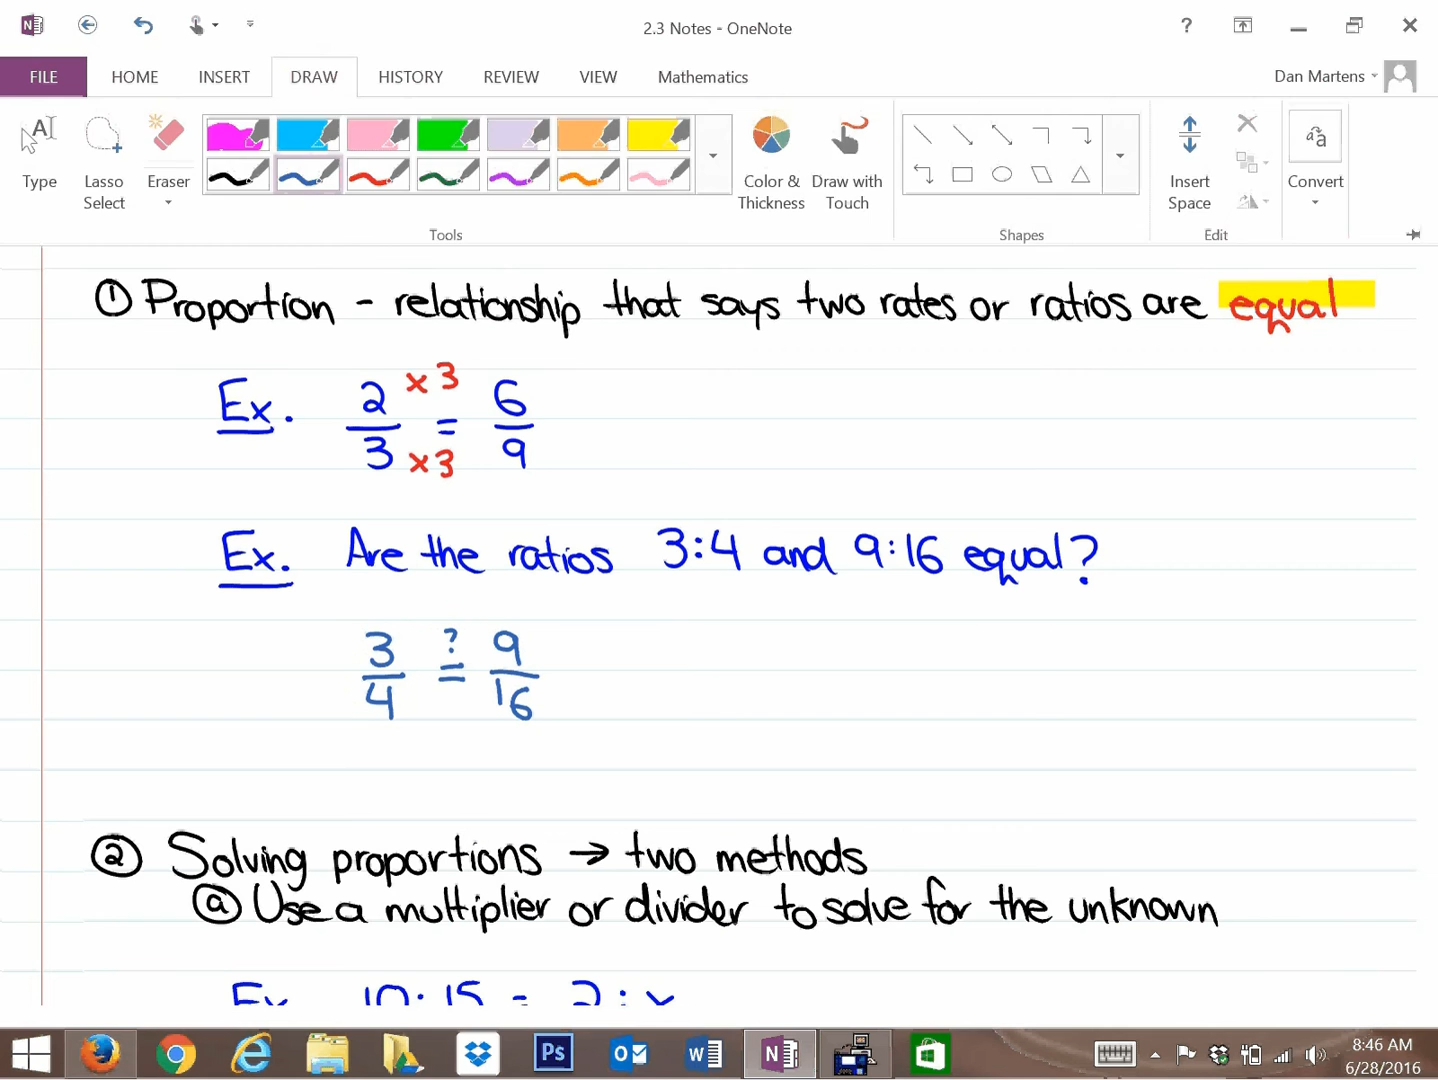 2.3 Notes - OneNote
?
FILE HOME INSERT DRAW HISTORY REVIEW VIEW Mathematics
Dan Martens
Type
Lasso Select
Eraser
Color & Thickness
Draw with Touch
Insert Space
Convert
Tools
Shapes
Edit
① Proportion - relationship that says two rates or ratios are equal
Ex. 2/3 = 6/9
×3
×3
Ex. Are the ratios 3:4 and 9:16 equal?
3/4 ?= 9/16
② Solving proportions → two methods
ⓐ Use a multiplier or divider to solve for the unknown
Ex 10:15 = 2:x
8:46 AM
6/28/2016